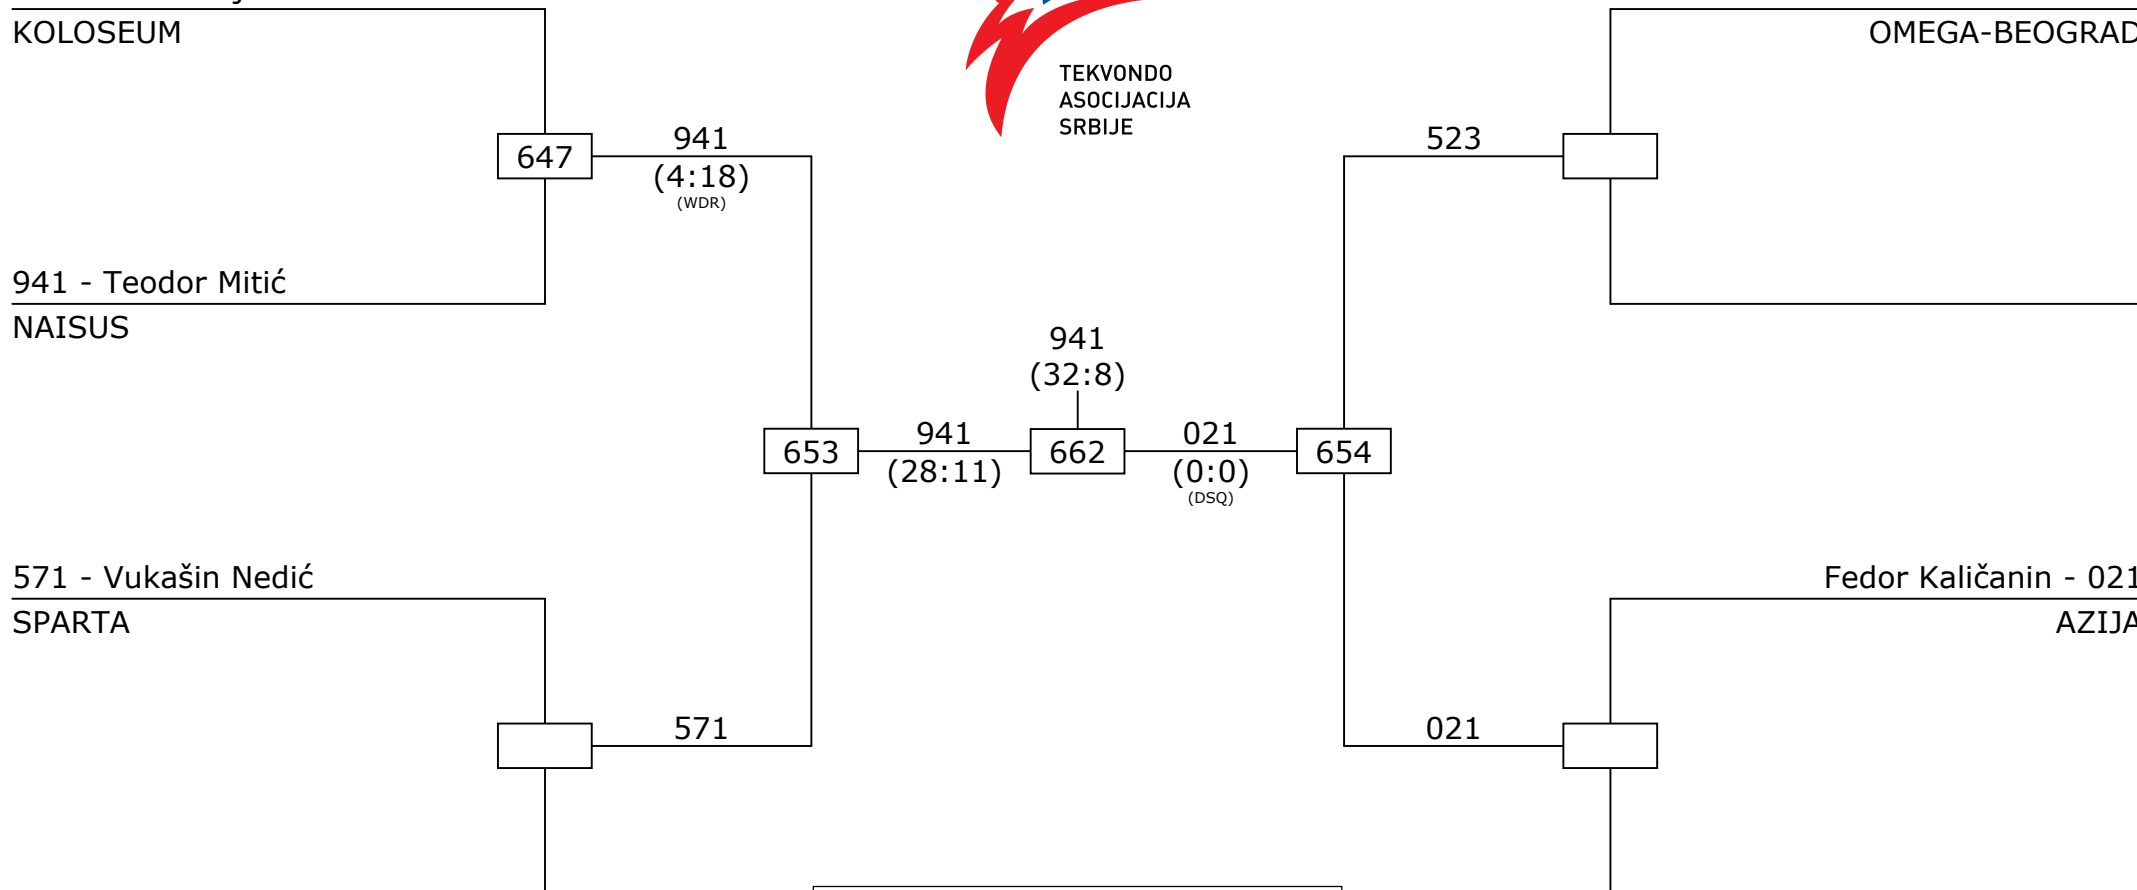 KOLOSEUM
OMEGA-BEOGRAD
TEKVONDO
ASOCIJACIJA
SRBIJE
647
941
(4:18)
(WDR)
523
941 - Teodor Mitić
NAISUS
941
(32:8)
653
941
(28:11)
662
021
(0:0)
(DSQ)
654
571 - Vukašin Nedić
SPARTA
Fedor Kaličanin - 021
AZIJA
571
021